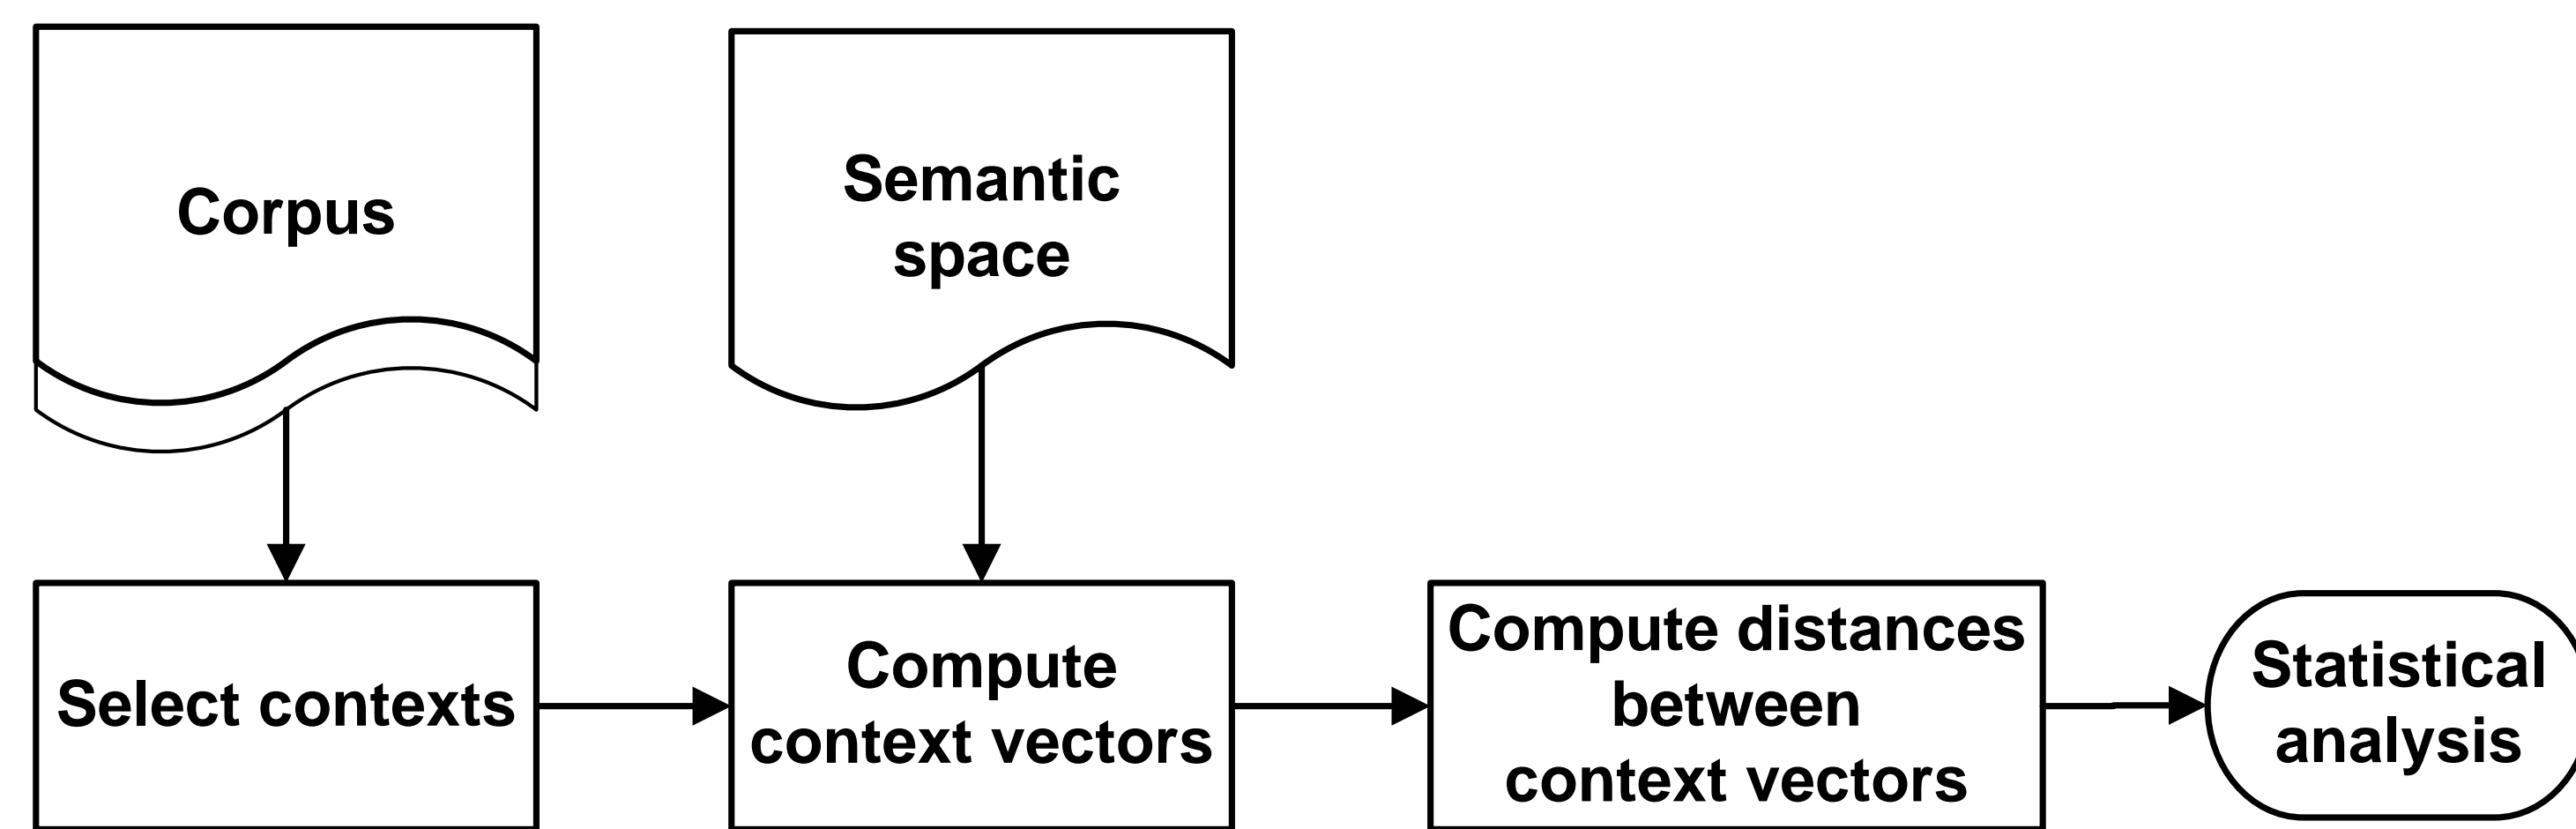 Corpus
Semantic
space
Select contexts
Compute
context vectors
Compute distances
between
context vectors
Statistical
analysis